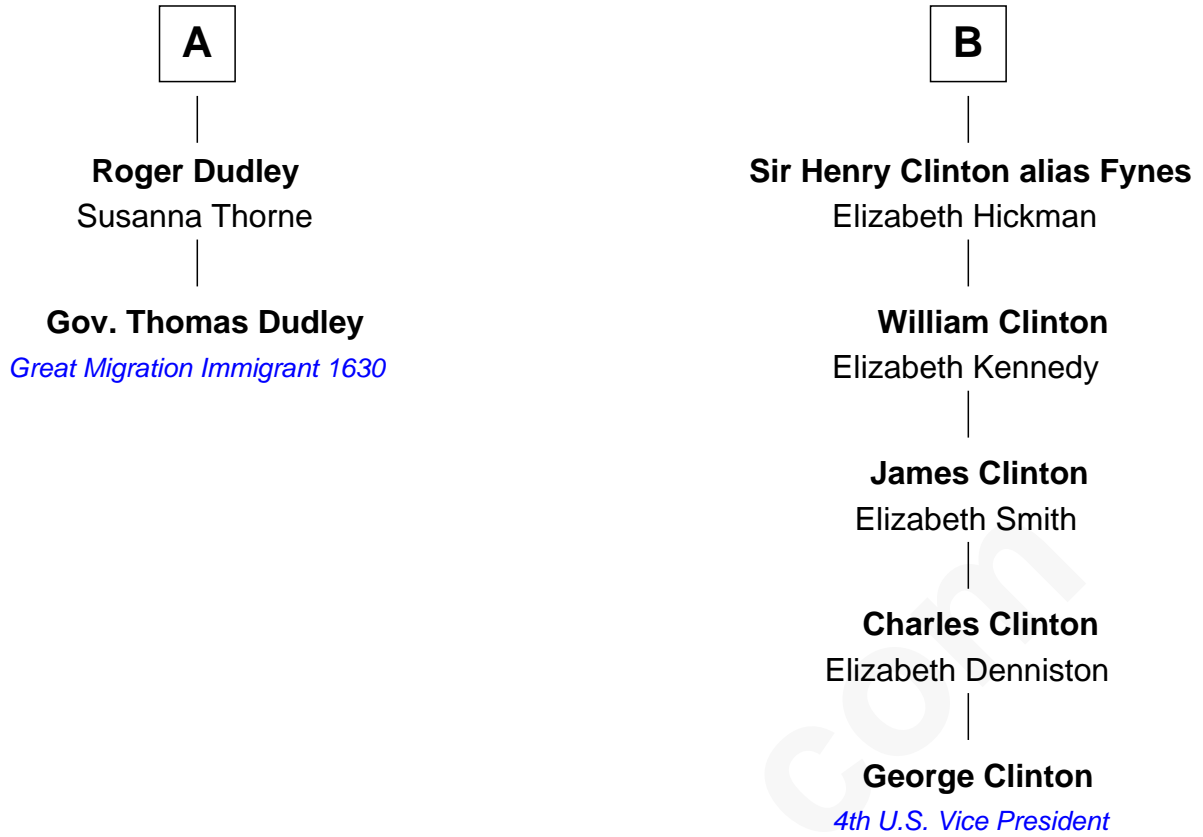 A
Roger Dudley
Susanna Thorne
Gov. Thomas Dudley
Great Migration Immigrant 1630
B
Sir Henry Clinton alias Fynes
Elizabeth Hickman
William Clinton
Elizabeth Kennedy
James Clinton
Elizabeth Smith
Charles Clinton
Elizabeth Denniston
George Clinton
4th U.S. Vice President
com